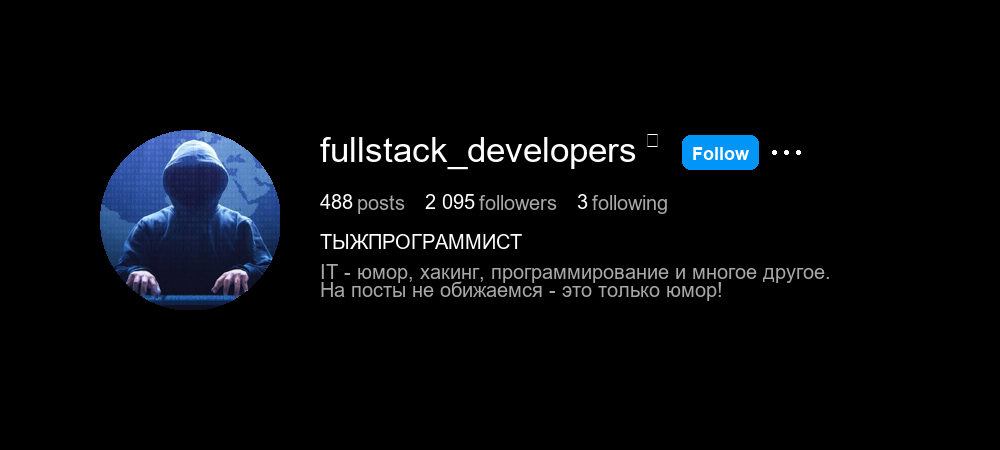 fullstack_developers
Follow
488 posts 2 095 followers 3 following
ТЫЖПРОГРАММИСТ
IT - юмор, хакинг, программирование и многое другое.
На посты не обижаемся - это только юмор!